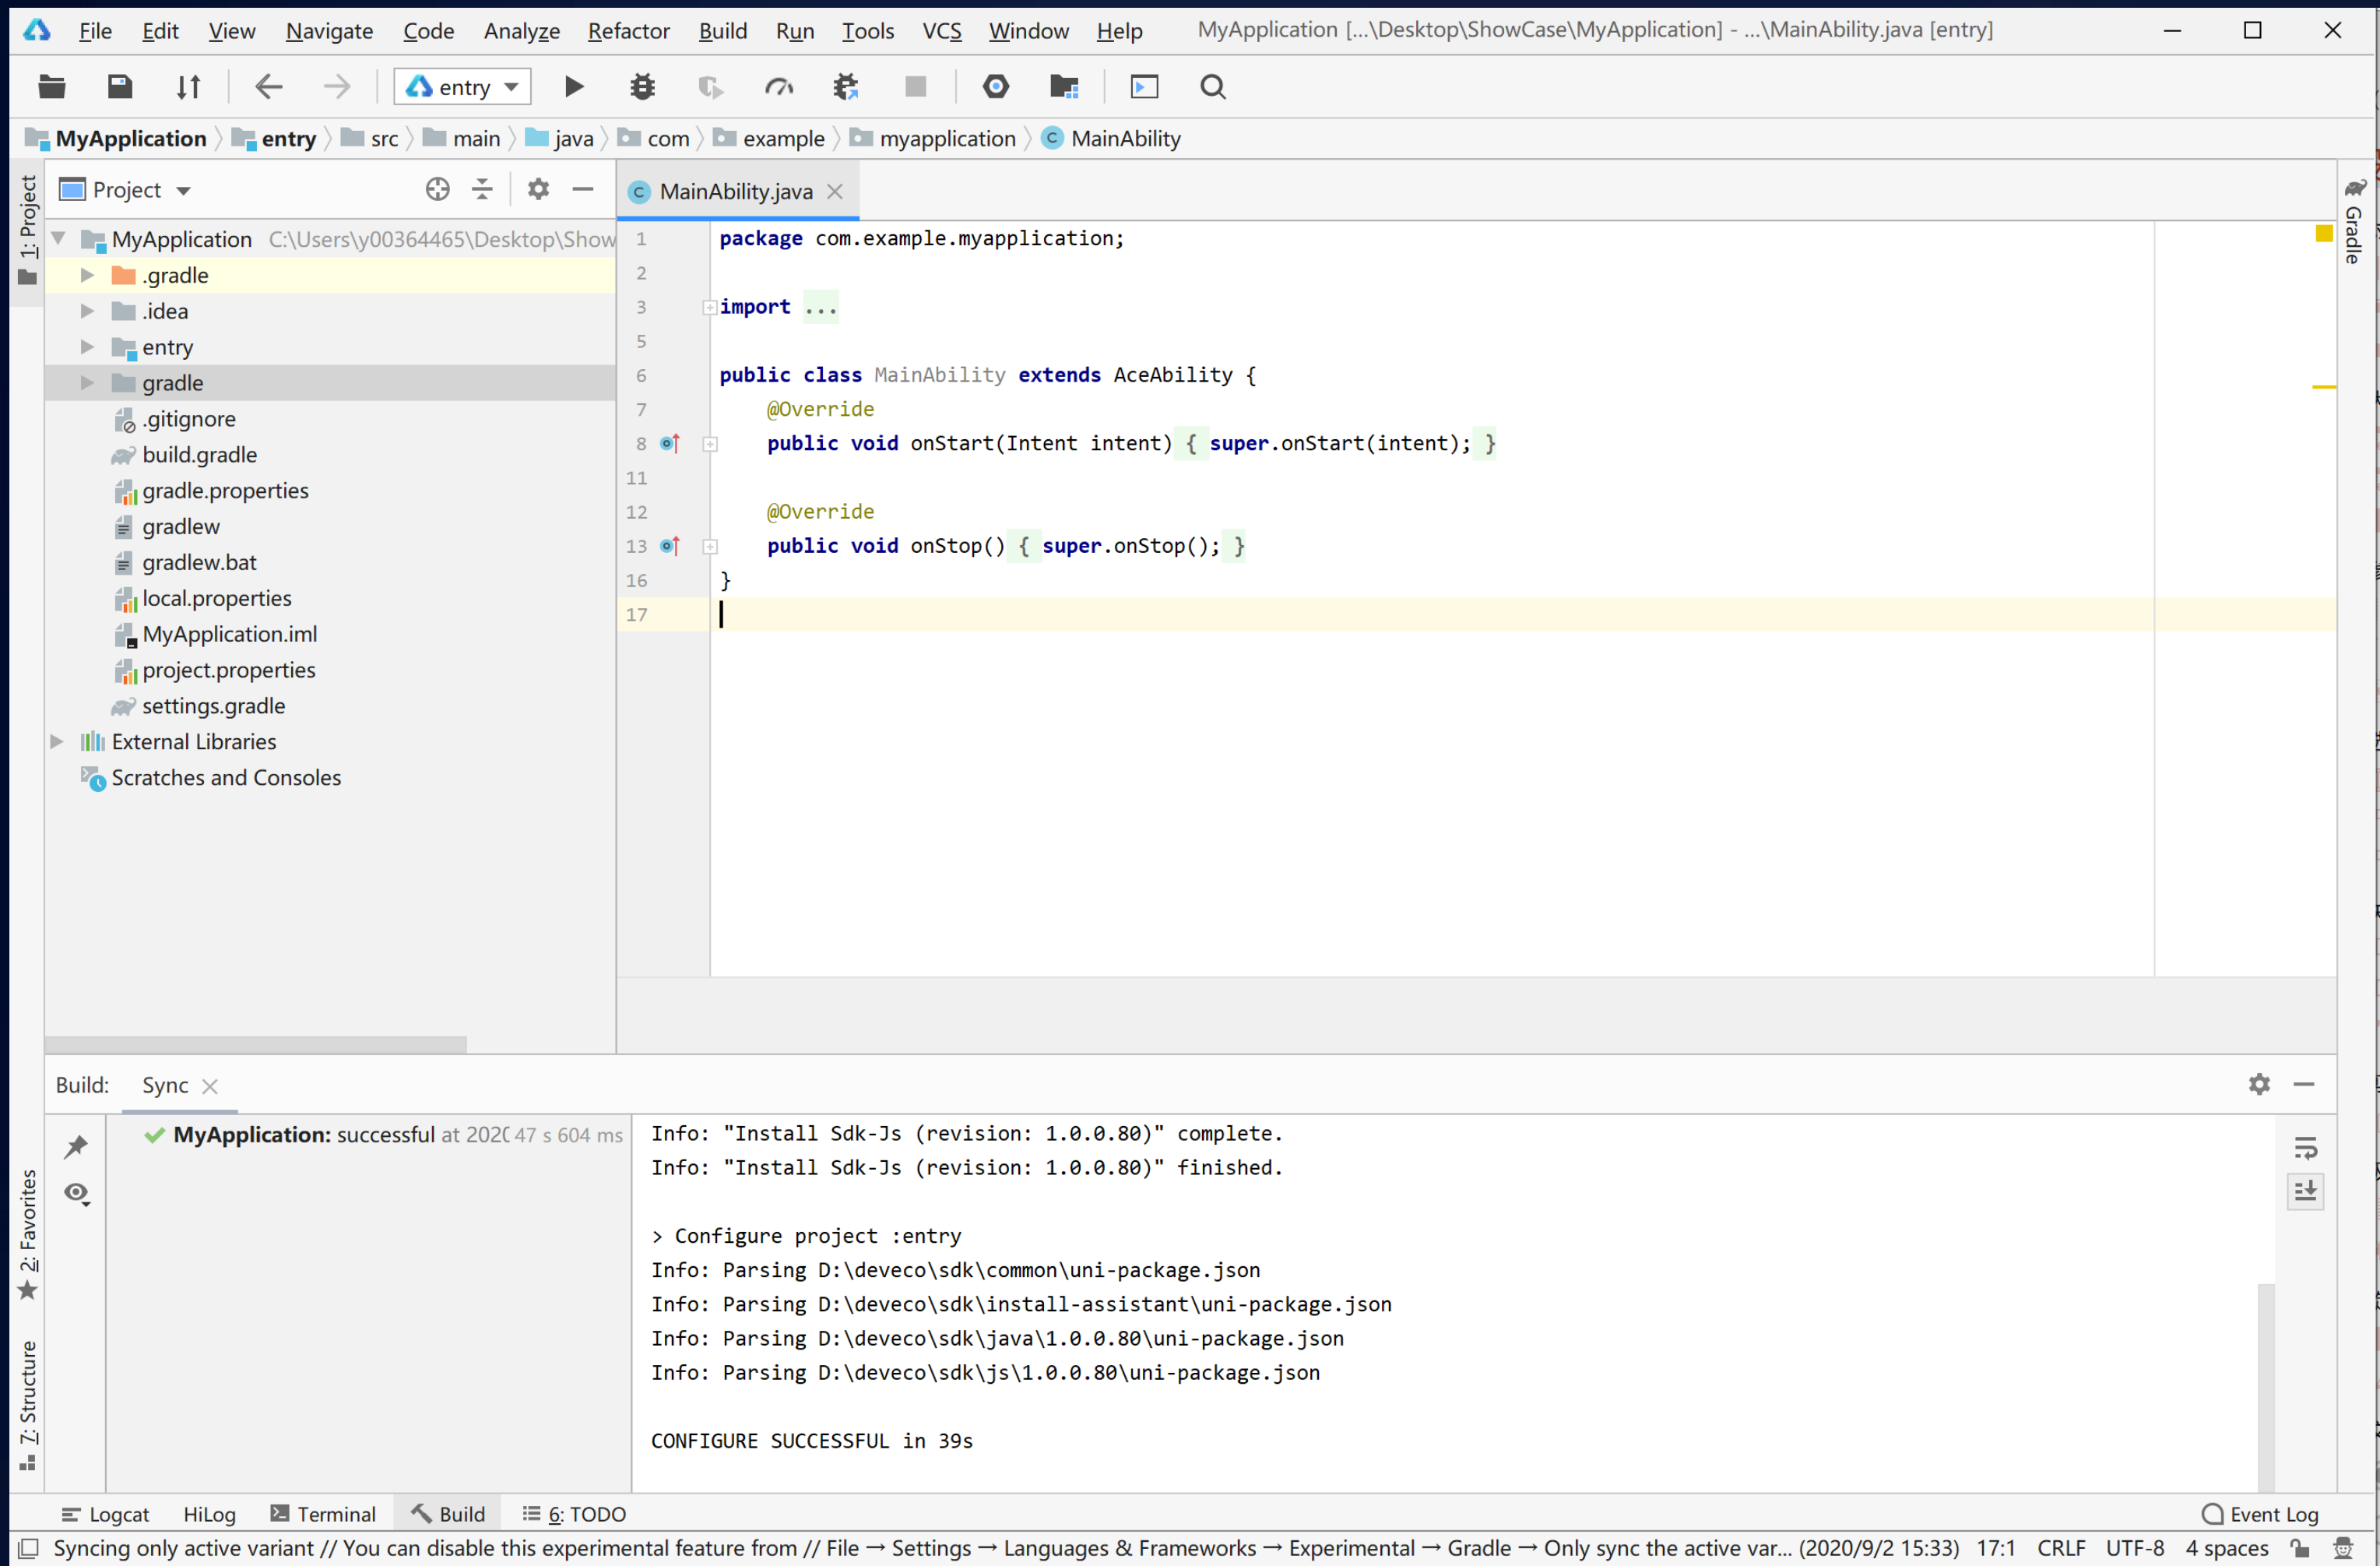 File Edit View Navigate Code Analyze Refactor Build Run Tools VCS Window Help MyApplication [...\Desktop\ShowCase\MyApplication] - ...\MainAbility.java [entry]
entry
MyApplication entry src main java com example myapplication MainAbility
1: Project
Project
MyApplication C:\Users\y00364465\Desktop\Show
.gradle
.idea
entry
gradle
.gitignore
build.gradle
gradle.properties
gradlew
gradlew.bat
local.properties
MyApplication.iml
project.properties
settings.gradle
External Libraries
Scratches and Consoles
MainAbility.java
1 package com.example.myapplication;
2
3 import ...
5
6 public class MainAbility extends AceAbility {
7 @Override
8 public void onStart(Intent intent) { super.onStart(intent); }
11
12 @Override
13 public void onStop() { super.onStop(); }
16 }
17
Gradle
Build: Sync
MyApplication: successful at 2020 47 s 604 ms
Info: "Install Sdk-Js (revision: 1.0.0.80)" complete.
Info: "Install Sdk-Js (revision: 1.0.0.80)" finished.
> Configure project :entry
Info: Parsing D:\deveco\sdk\common\uni-package.json
Info: Parsing D:\deveco\sdk\install-assistant\uni-package.json
Info: Parsing D:\deveco\sdk\java\1.0.0.80\uni-package.json
Info: Parsing D:\deveco\sdk\js\1.0.0.80\uni-package.json
CONFIGURE SUCCESSFUL in 39s
2: Favorites
7: Structure
Logcat HiLog Terminal Build 6: TODO Event Log
Syncing only active variant // You can disable this experimental feature from // File → Settings → Languages & Frameworks → Experimental → Gradle → Only sync the active var... (2020/9/2 15:33) 17:1 CRLF UTF-8 4 spaces